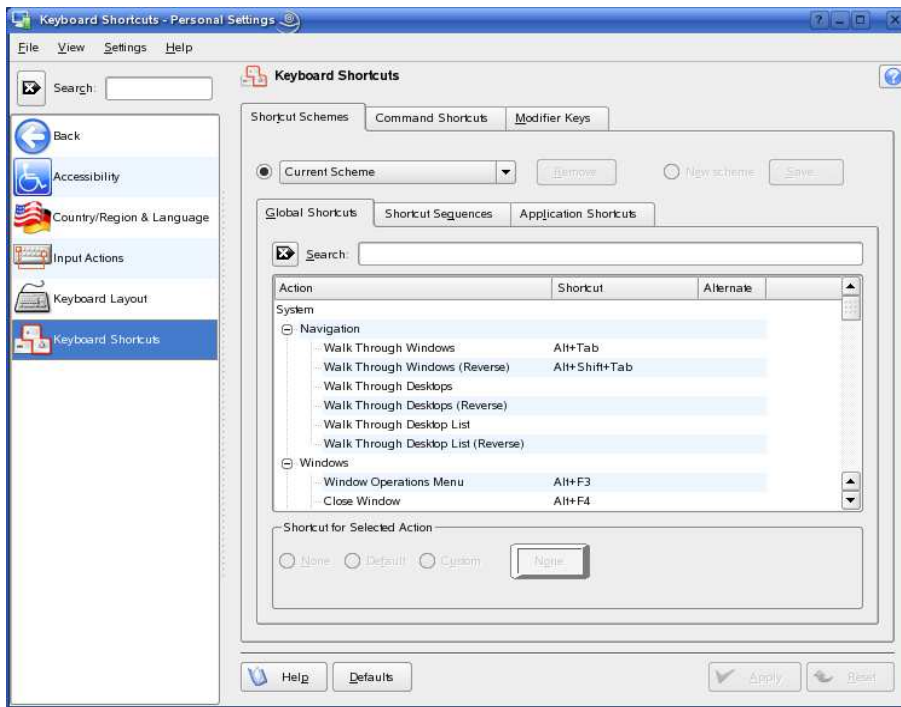 Keyboard Shortcuts - Personal Settings
File View Settings Help
Search:
Back
Accessibility
Country/Region & Language
Input Actions
Keyboard Layout
Keyboard Shortcuts
Keyboard Shortcuts
Shortcut Schemes Command Shortcuts Modifier Keys
Current Scheme Remove New scheme Save...
Global Shortcuts Shortcut Sequences Application Shortcuts
Search:
Action Shortcut Alternate
System
Navigation
Walk Through Windows Alt+Tab
Walk Through Windows (Reverse) Alt+Shift+Tab
Walk Through Desktops
Walk Through Desktops (Reverse)
Walk Through Desktop List
Walk Through Desktop List (Reverse)
Windows
Window Operations Menu Alt+F3
Close Window Alt+F4
Shortcut for Selected Action
None Default Custom None
Help Defaults Apply Reset